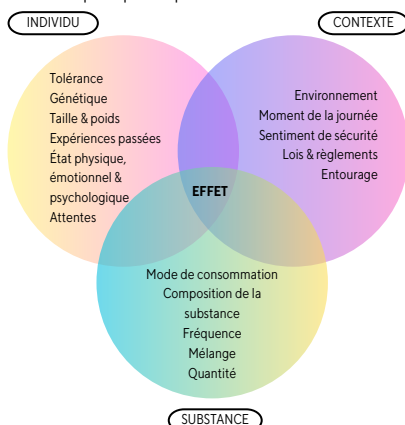 INDIVIDU
CONTEXTE
Tolérance
Génétique
Taille & poids
Expériences passées
État physique,
émotionnel &
psychologique
Attentes
Environnement
Moment de la journée
Sentiment de sécurité
Lois & règlements
Entourage
EFFET
Mode de consommation
Composition de la
substance
Fréquence
Mélange
Quantité
SUBSTANCE